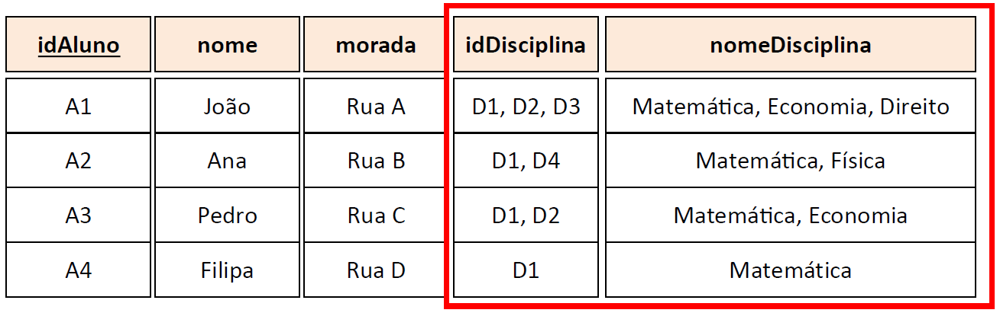 idAluno nome morada idDisciplina nomeDisciplina
A1 João Rua A D1, D2, D3 Matemática, Economia, Direito
A2 Ana Rua B D1, D4 Matemática, Física
A3 Pedro Rua C D1, D2 Matemática, Economia
A4 Filipa Rua D D1 Matemática